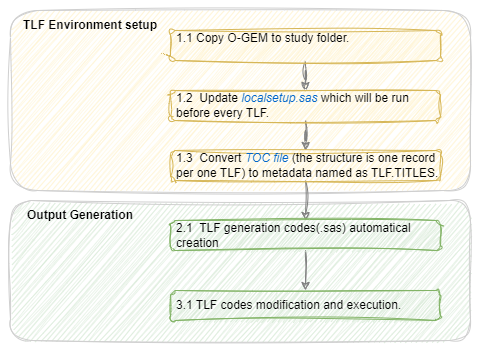 TLF Environment setup
1.1 Copy O-GEM to study folder.
1.2  Update localsetup.sas which will be run
before every TLF.
1.3  Convert TOC file (the structure is one record
per one TLF) to metadata named as TLF.TITLES.
Output Generation
2.1  TLF generation codes(.sas) automatical
creation
3.1 TLF codes modification and execution.